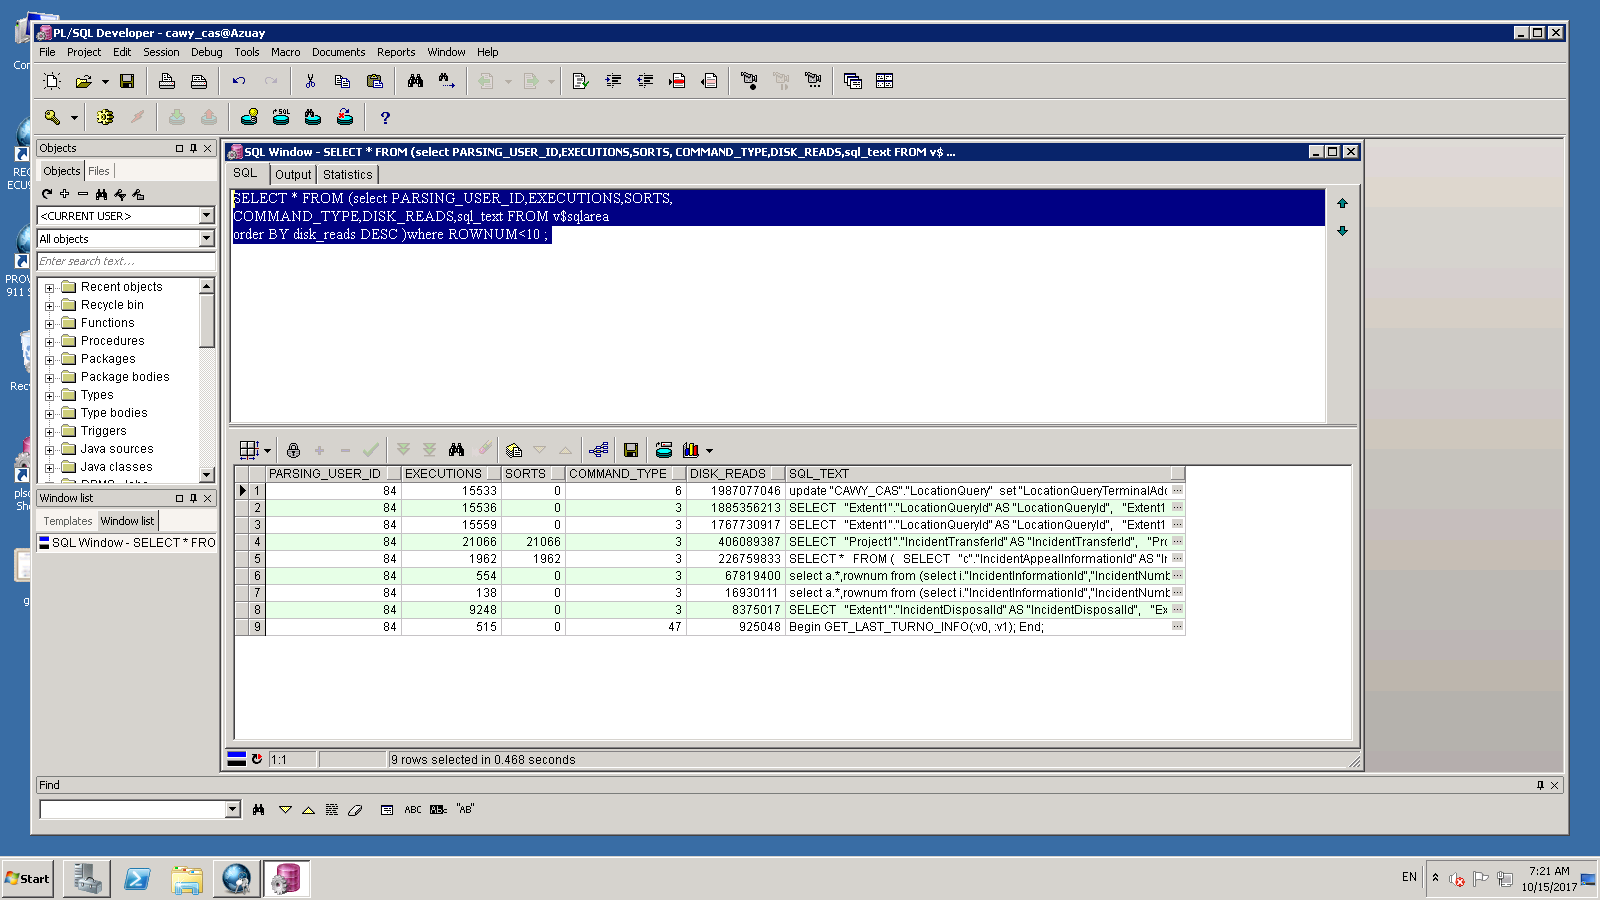 PL/SQL Developer - cawy_cas@Azuay
File Project Edit Session Debug Tools Macro Documents Reports Window Help
Objects
Objects Files
<CURRENT USER>
All objects
Enter search text...
Recent objects
Recycle bin
Functions
Procedures
Packages
Package bodies
Types
Type bodies
Triggers
Java sources
Java classes
Window list
Templates Window list
SQL Window - SELECT * FRO
SQL Window - SELECT * FROM (select PARSING_USER_ID,EXECUTIONS,SORTS, COMMAND_TYPE,DISK_READS,sql_text FROM v$ ...
SQL Output Statistics
SELECT * FROM (select PARSING_USER_ID,EXECUTIONS,SORTS,
COMMAND_TYPE,DISK_READS,sql_text FROM v$sqlarea
order BY disk_reads DESC )where ROWNUM<10 ;
PARSING_USER_ID EXECUTIONS SORTS COMMAND_TYPE DISK_READS SQL_TEXT
1 84 15533 0 6 1987077046 update "CAWY_CAS"."LocationQuery" set "LocationQueryTerminalAdd ...
2 84 15536 0 3 1885356213 SELECT "Extent1"."LocationQueryId" AS "LocationQueryId", "Extent1 ...
3 84 15559 0 3 1767730917 SELECT "Extent1"."LocationQueryId" AS "LocationQueryId", "Extent1 ...
4 84 21066 21066 3 406089387 SELECT "Project1"."IncidentTransferId" AS "IncidentTransferId", "Pro ...
5 84 1962 1962 3 226759833 SELECT * FROM ( SELECT "c"."IncidentAppealInformationId" AS "In ...
6 84 554 0 3 67819400 select a.*,rownum from (select i."IncidentInformationId","IncidentNumb ...
7 84 138 0 3 16930111 select a.*,rownum from (select i."IncidentInformationId","IncidentNumb ...
8 84 9248 0 3 8375017 SELECT "Extent1"."IncidentDisposalId" AS "IncidentDisposalId", "Ex ...
9 84 515 0 47 925048 Begin GET_LAST_TURNO_INFO(:v0, :v1); End; ...
1:1 9 rows selected in 0.468 seconds
Find
ABC "AB"
Start
EN
7:21 AM
10/15/2017